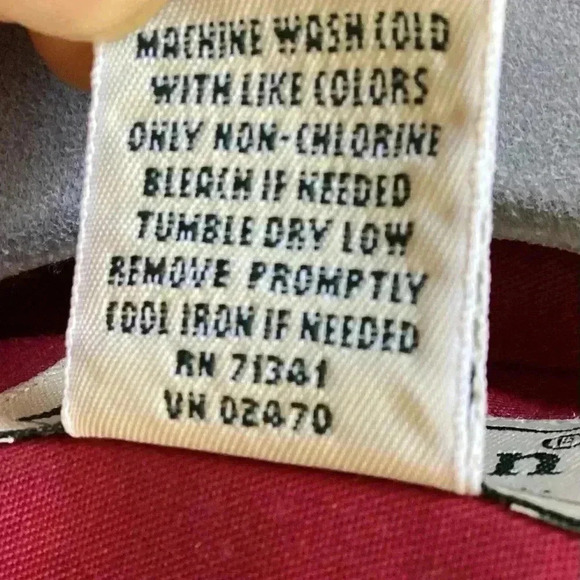 MACHINE WASH COLD
WITH LIKE COLORS
ONLY NON-CHLORINE
BLEACH IF NEEDED
TUMBLE DRY LOW
REMOVE PROMPTLY
COOL IRON IF NEEDED
RN 71341
VN 02470